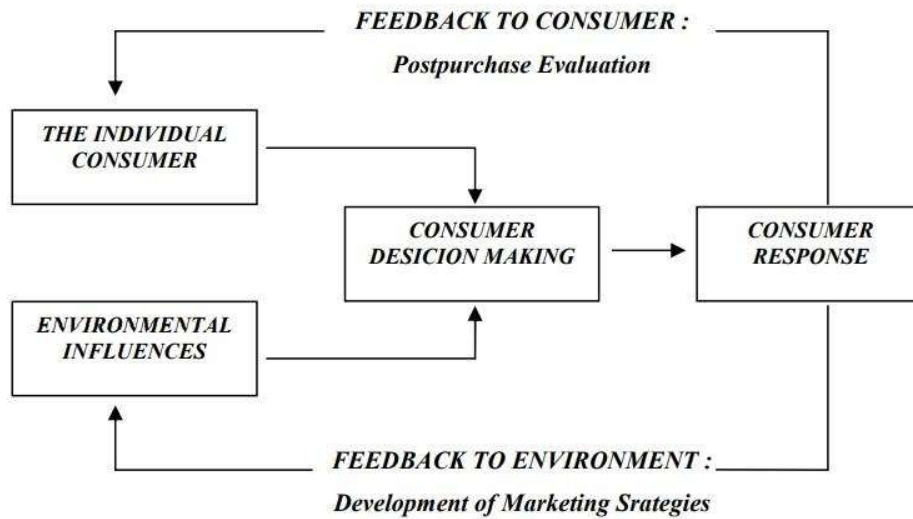 FEEDBACK TO CONSUMER :
Postpurchase Evaluation
THE INDIVIDUAL
CONSUMER
CONSUMER
DESICION MAKING
CONSUMER
RESPONSE
ENVIRONMENTAL
INFLUENCES
FEEDBACK TO ENVIRONMENT :
Development of Marketing Srategies